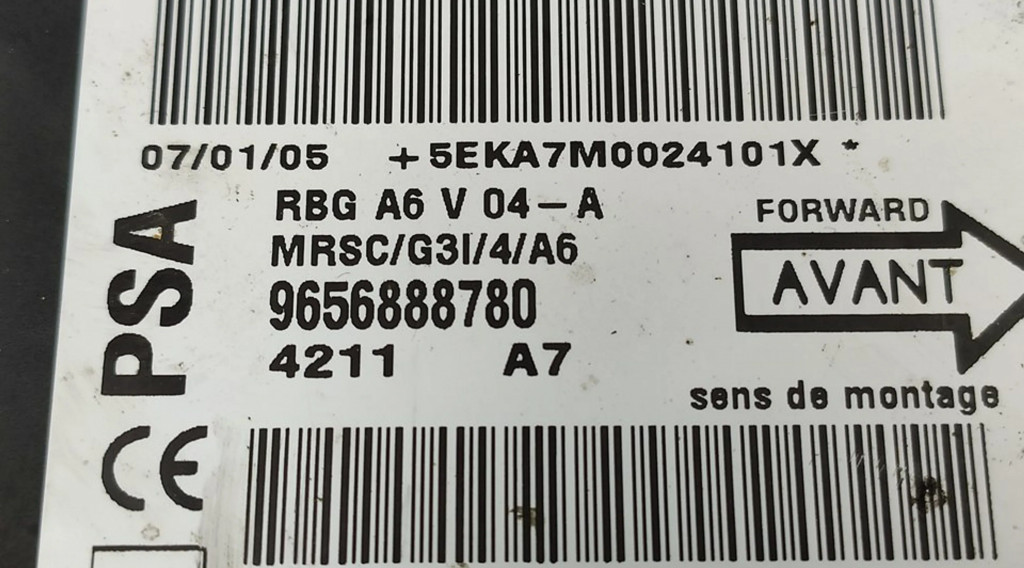 07/01/05 +5EKA7M0024101X *
RBG A6 V 04-A
MRSC/G3I/4/A6
9656888780
4211 A7
FORWARD
AVANT
sens de montage
PSA
CE